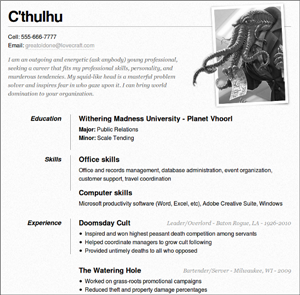 C'thulhu
Cell: 555-666-7777
Email: greatoldone@lovecraft.com
I am an outgoing and energetic (ask anybody) young professional,
seeking a career that fits my professional skills, personality, and
murderous tendencies. My squid-like head is a masterful problem
solver and inspires fear in who gaze upon it. I can bring world
domination to your organization.
Education
Withering Madness University - Planet Vhoorl
Major: Public Relations
Minor: Scale Tending
Skills
Office skills
Office and records management, database administration, event organization,
customer support, travel coordination
Computer skills
Microsoft productivity software (Word, Excel, etc), Adobe Creative Suite, Windows
Experience
Doomsday Cult
Leader/Overlord - Baton Rogue, LA - 1926-2010
Inspired and won highest peasant death competition among servants
Helped coordinate managers to grow cult following
Provided untimely deaths to all who opposed
The Watering Hole
Bartender/Server - Milwaukee, WI - 2009
Worked on grass-roots promotional campaigns
Reduced theft and property damage percentages